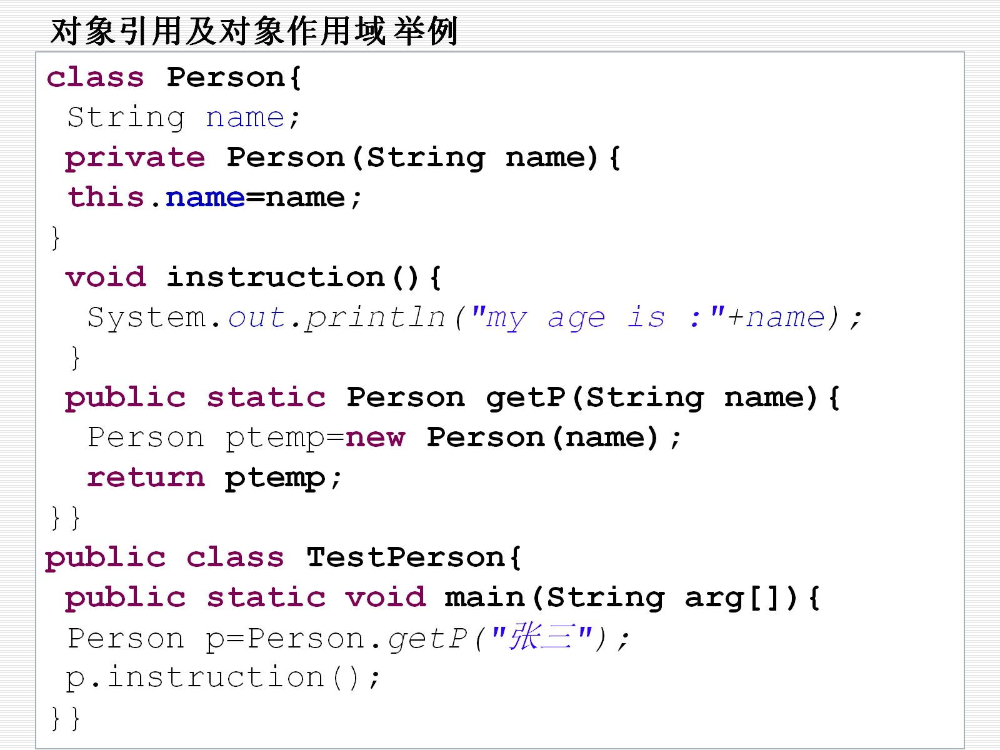 对象引用及对象作用域 举例
class Person{
 String name;
 private Person(String name){
 this.name=name;
}
 void instruction(){
  System.out.println("my age is :"+name);
 }
 public static Person getP(String name){
  Person ptemp=new Person(name);
  return ptemp;
}}
public class TestPerson{
 public static void main(String arg[]){
 Person p=Person.getP("张三");
 p.instruction();
}}